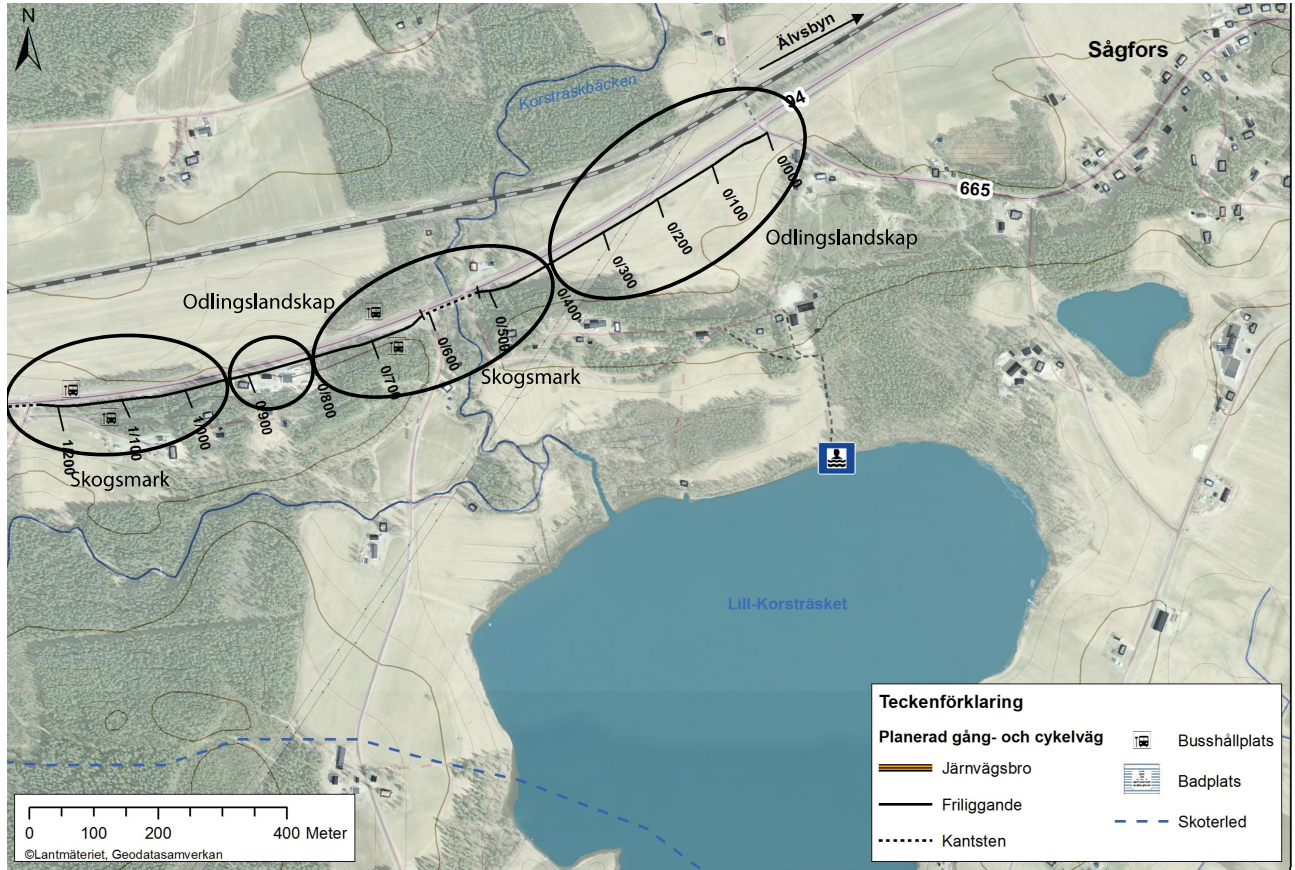 N
Älvsbyn
Sågfors
Korsträskbäcken
94
665
0/000
0/100
0/200
0/300
0/400
Odlingslandskap
Odlingslandskap
0/500
0/600
0/700
0/800
0/900
Skogsmark
1/000
1/100
1/200
Skogsmark
Lill-Korsträsket
Teckenförklaring
Planerad gång- och cykelväg
Järnvägsbro
Friliggande
Kantsten
Busshållplats
Badplats
Skoterled
0 100 200 400 Meter
©Lantmäteriet, Geodatasamverkan